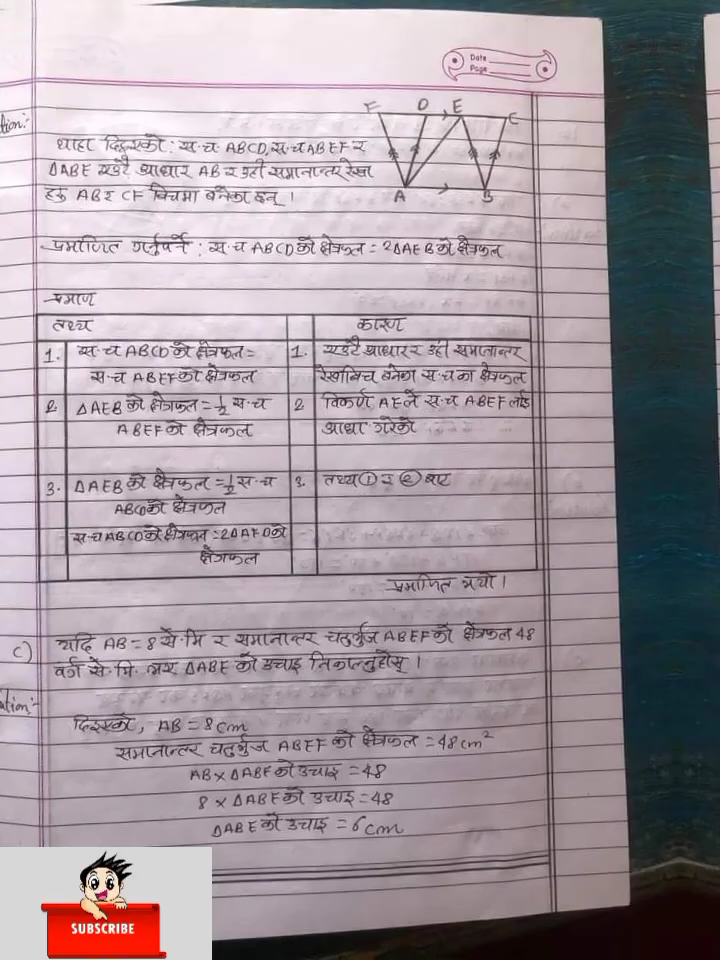 Date
Page
tion:-
F D E C
A B
थाहा दिइएको : स.च ABCD, स.च ABEF र
ΔABE एउटै आधार AB र उही समानान्तर रेखा
हरु AB र CF बिचमा बनेका छन् ।
प्रमाणित गर्नुपर्ने : स.च ABCD को क्षेत्रफल = 2ΔAEB को क्षेत्रफल
प्रमाण
तथ्य कारण
1. स.च ABCD को क्षेत्रफल = 1. एउटै आधार र उही समानान्तर
स.च ABEF को क्षेत्रफल रेखाबिच बनेका स.च का क्षेत्रफल
2. ΔAEB को क्षेत्रफल = 1/2 स.च 2. विकर्ण AE ले स.च ABEF लाई
ABEF को क्षेत्रफल आधा गरेको
3. ΔAEB को क्षेत्रफल = 1/2 स.च 3. तथ्य ① र ② बाट
ABCD को क्षेत्रफल
स.च ABCD को क्षेत्रफल = 2ΔAED को
क्षेत्रफल
प्रमाणित भयो ।
c) यदि AB = 8 से.मि र समानान्तर चतुर्भुज ABEF को क्षेत्रफल 48
वर्ग से.मि. भए ΔABE को उचाइ निकाल्नुहोस् ।
ution:-
दिइएको, AB = 8cm
समानान्तर चतुर्भुज ABEF को क्षेत्रफल = 48cm²
AB × ΔABE को उचाइ = 48
8 × ΔABE को उचाइ = 48
ΔABE को उचाइ = 6cm
SUBSCRIBE